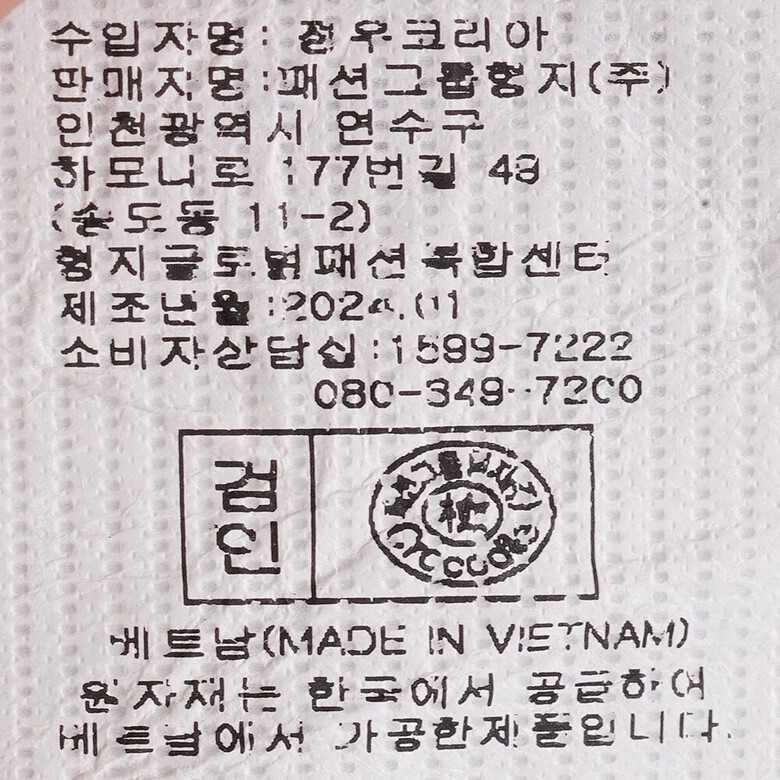 수입자명: 정우코리아
판매자명:패션그룹형지(주)
인천광역시 연수구
하모니로 177번길 48
(송도동 11-2)
형지글로벌패션복합센터
제조년월:2024.01
소비자상담실:1599-7222
080-349-7200
검인
베트남(MADE IN VIETNAM)
원자재는 한국에서 공급하여
베트남에서 가공한제품입니다.